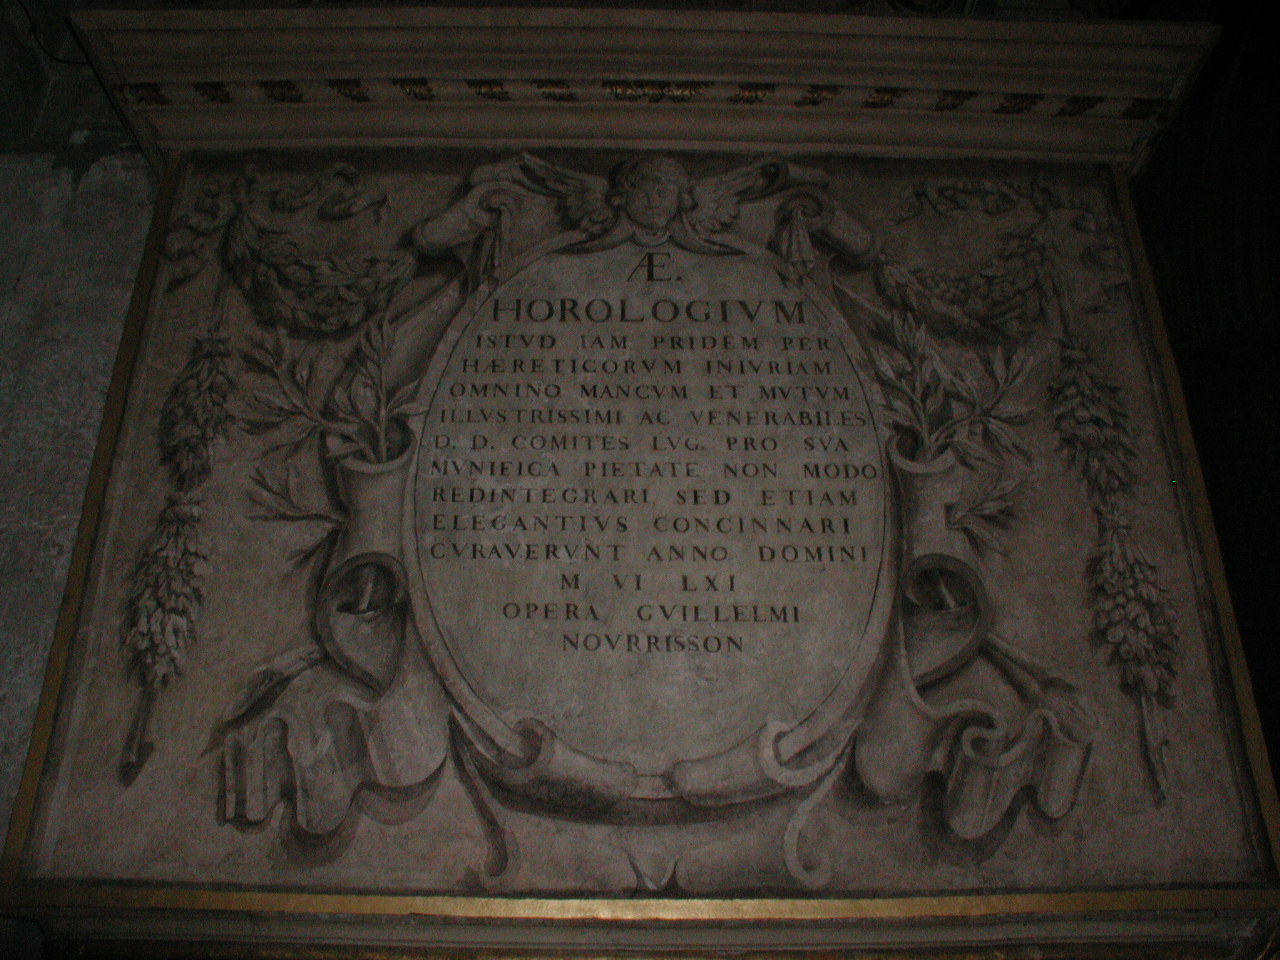 Æ.
HOROLOGIVM
ISTVD IAM PRIDEM PER
HÆRETICORVM INIVRIAM
OMNINO MANCVM ET MVTVM
ILLVSTRISSIMI AC VENERABILES
D. D. COMITES LVG. PRO SVA
MVNIFICA PIETATE NON MODO
REDINTEGRARI SED ETIAM
ELEGANTIVS CONCINNARI
CVRAVERVNT ANNO DOMINI
M VI LXI
OPERA GVILLELMI
NOVRRISSON